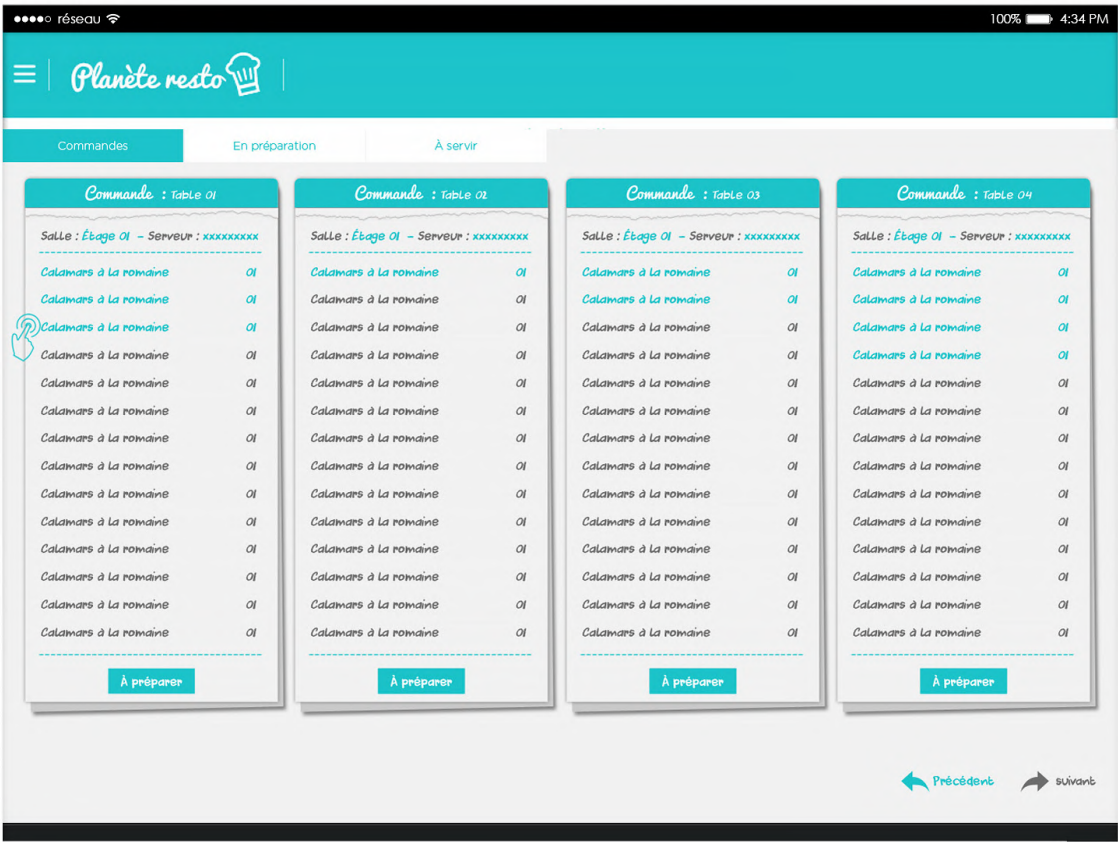 réseau 100% 4:34 PM
Planète resto
Commandes En préparation À servir
Commande : Table 01
Salle : Étage 01 - Serveur : xxxxxxxxx
Calamars à la romaine 01
Calamars à la romaine 01
Calamars à la romaine 01
Calamars à la romaine 01
Calamars à la romaine 01
Calamars à la romaine 01
Calamars à la romaine 01
Calamars à la romaine 01
Calamars à la romaine 01
Calamars à la romaine 01
Calamars à la romaine 01
Calamars à la romaine 01
Calamars à la romaine 01
Calamars à la romaine 01
À préparer
Commande : Table 02
Salle : Étage 01 - Serveur : xxxxxxxxx
Calamars à la romaine 01
Calamars à la romaine 01
Calamars à la romaine 01
Calamars à la romaine 01
Calamars à la romaine 01
Calamars à la romaine 01
Calamars à la romaine 01
Calamars à la romaine 01
Calamars à la romaine 01
Calamars à la romaine 01
Calamars à la romaine 01
Calamars à la romaine 01
Calamars à la romaine 01
Calamars à la romaine 01
À préparer
Commande : Table 03
Salle : Étage 01 - Serveur : xxxxxxxxx
Calamars à la romaine 01
Calamars à la romaine 01
Calamars à la romaine 01
Calamars à la romaine 01
Calamars à la romaine 01
Calamars à la romaine 01
Calamars à la romaine 01
Calamars à la romaine 01
Calamars à la romaine 01
Calamars à la romaine 01
Calamars à la romaine 01
Calamars à la romaine 01
Calamars à la romaine 01
Calamars à la romaine 01
À préparer
Commande : Table 04
Salle : Étage 01 - Serveur : xxxxxxxxx
Calamars à la romaine 01
Calamars à la romaine 01
Calamars à la romaine 01
Calamars à la romaine 01
Calamars à la romaine 01
Calamars à la romaine 01
Calamars à la romaine 01
Calamars à la romaine 01
Calamars à la romaine 01
Calamars à la romaine 01
Calamars à la romaine 01
Calamars à la romaine 01
Calamars à la romaine 01
Calamars à la romaine 01
À préparer
Précédent suivant